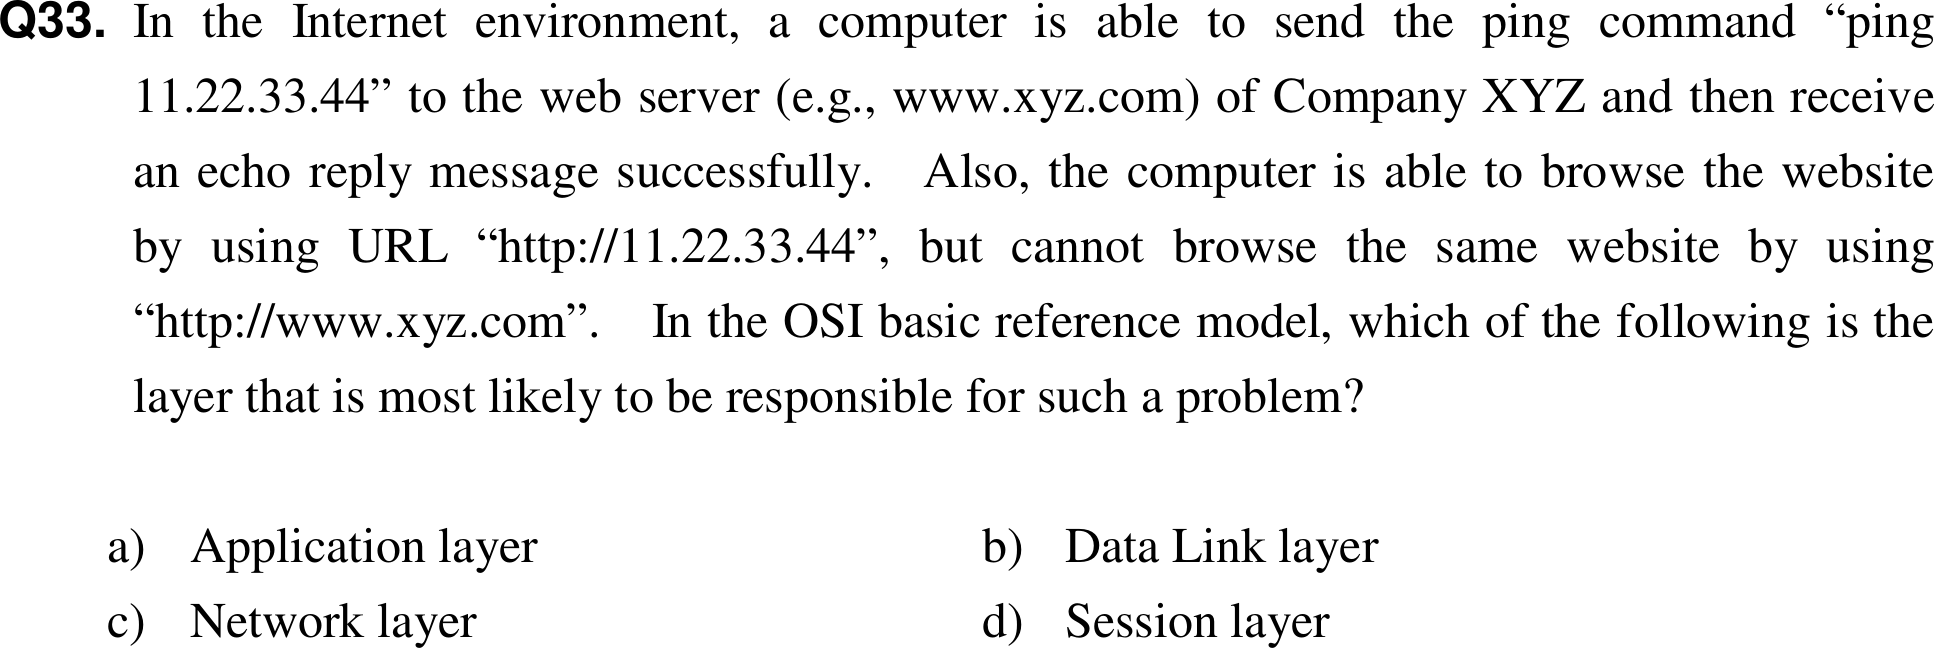 Q33. In the Internet environment, a computer is able to send the ping command “ping
11.22.33.44” to the web server (e.g., www.xyz.com) of Company XYZ and then receive
an echo reply message successfully. Also, the computer is able to browse the website
by using URL “http://11.22.33.44”, but cannot browse the same website by using
“http://www.xyz.com”. In the OSI basic reference model, which of the following is the
layer that is most likely to be responsible for such a problem?
a) Application layer b) Data Link layer
c) Network layer d) Session layer